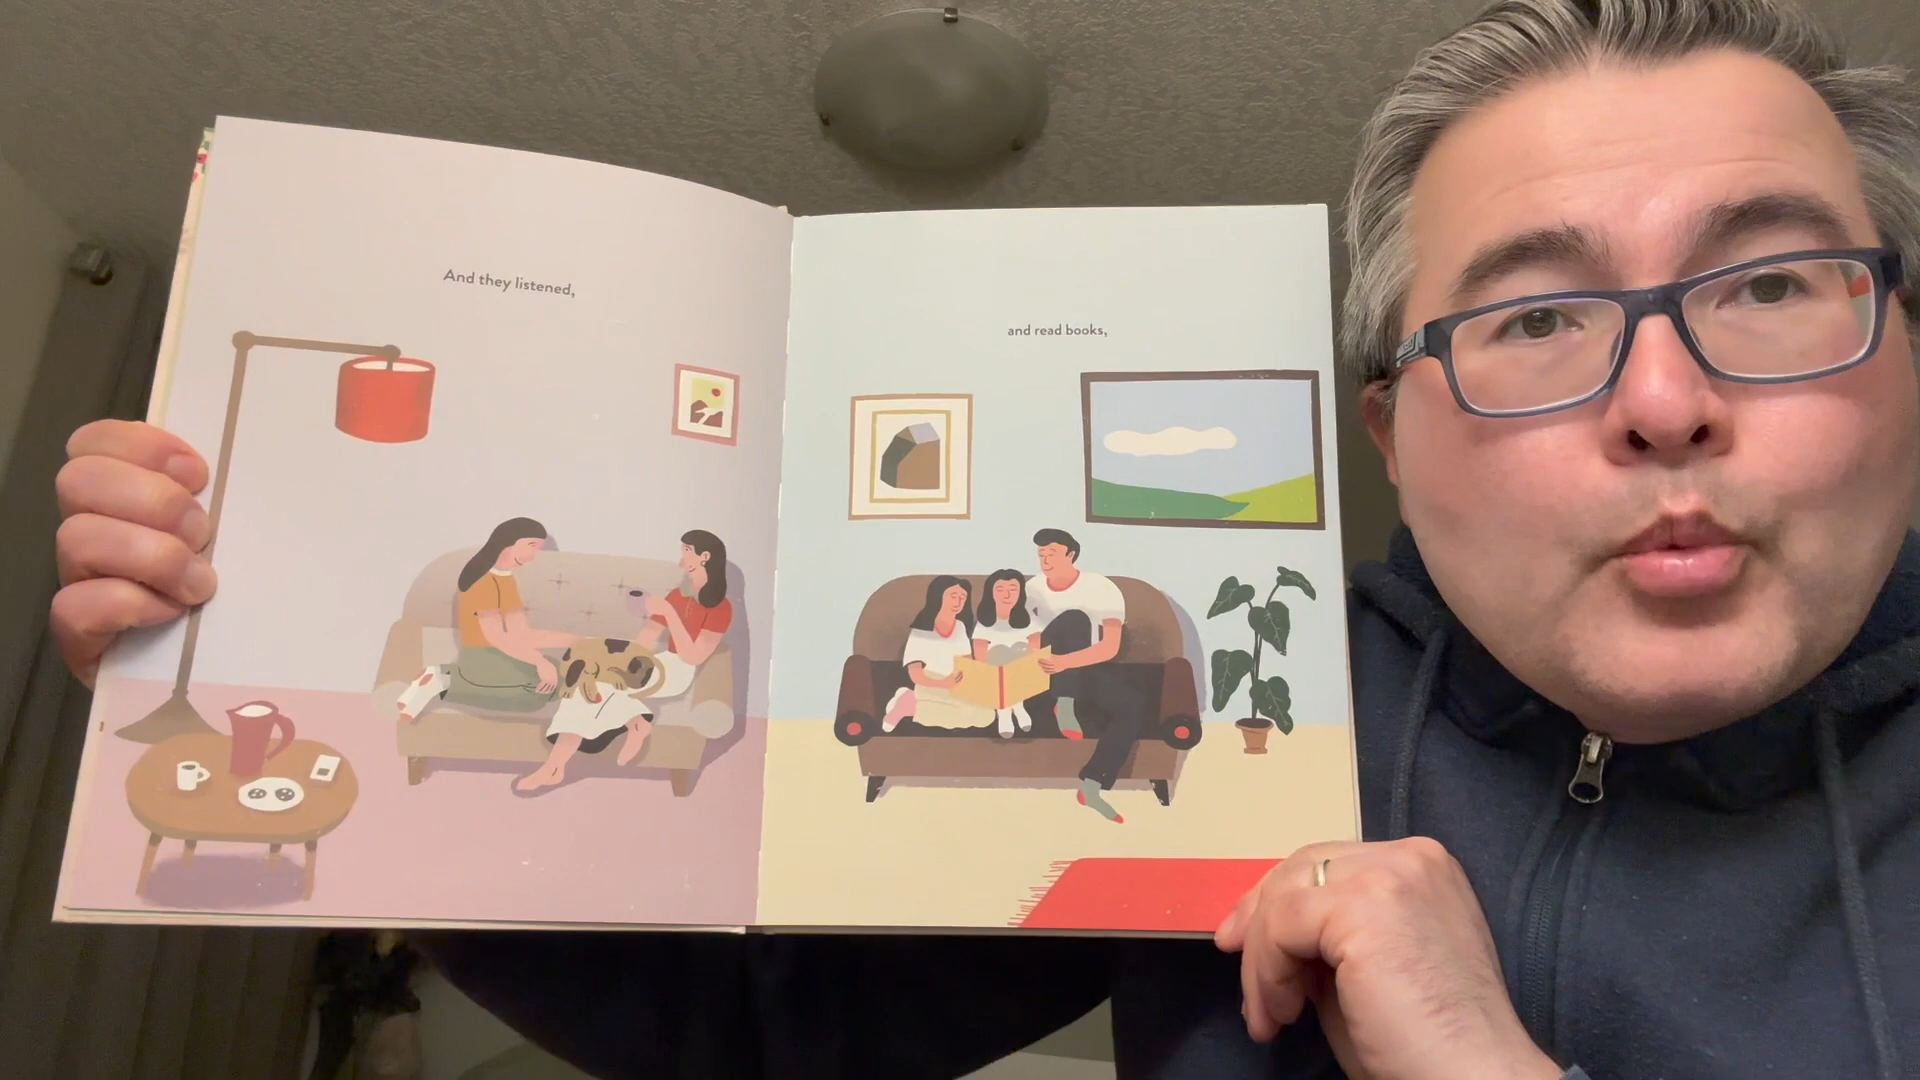 And they listened,
and read books,